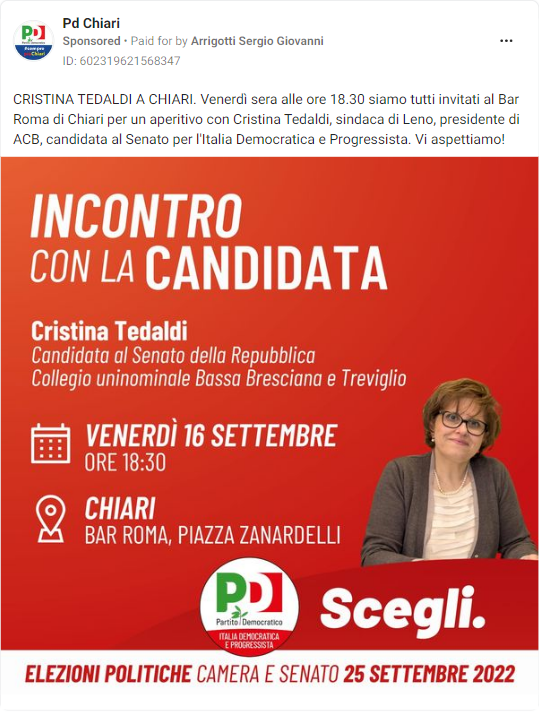 Pd Chiari
Sponsored • Paid for by Arrigotti Sergio Giovanni
ID: 602319621568347
CRISTINA TEDALDI A CHIARI. Venerdì sera alle ore 18.30 siamo tutti invitati al Bar
Roma di Chiari per un aperitivo con Cristina Tedaldi, sindaca di Leno, presidente di
ACB, candidata al Senato per l'Italia Democratica e Progressista. Vi aspettiamo!
INCONTRO
CON LA CANDIDATA
Cristina Tedaldi
Candidata al Senato della Repubblica
Collegio uninominale Bassa Bresciana e Treviglio
VENERDÌ 16 SETTEMBRE
ORE 18:30
CHIARI
BAR ROMA, PIAZZA ZANARDELLI
PD
Partito Democratico
ITALIA DEMOCRATICA
E PROGRESSISTA
Scegli.
ELEZIONI POLITICHE CAMERA E SENATO 25 SETTEMBRE 2022